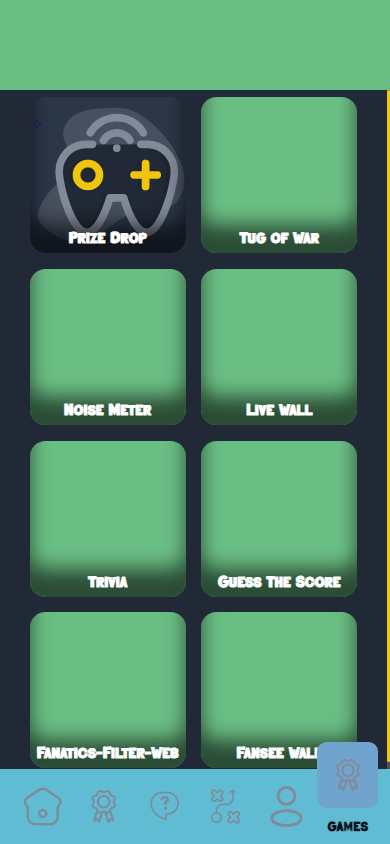 Prize Drop
Tug of War
Noise Meter
Live Wall
Trivia
Guess The Score
Fanatics-Filter-Web
Fansee Wall
GAMES